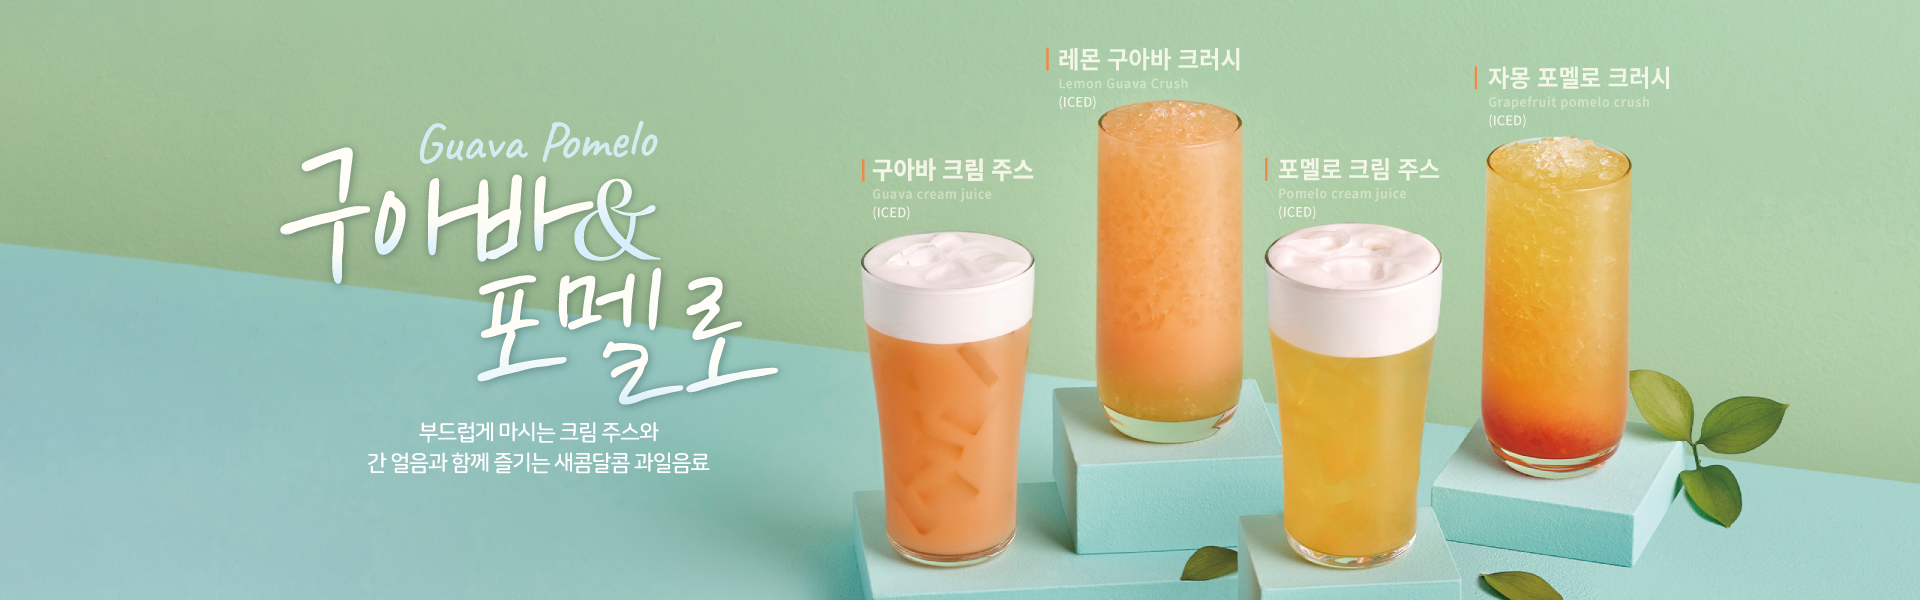 Guava Pomelo
구아바&
포멜로
부드럽게 마시는 크림 주스와
간 얼음과 함께 즐기는 새콤달콤 과일음료
구아바 크림 주스
Guava cream juice
(ICED)
레몬 구아바 크러시
Lemon Guava Crush
(ICED)
포멜로 크림 주스
Pomelo cream juice
(ICED)
자몽 포멜로 크러시
Grapefruit pomelo crush
(ICED)